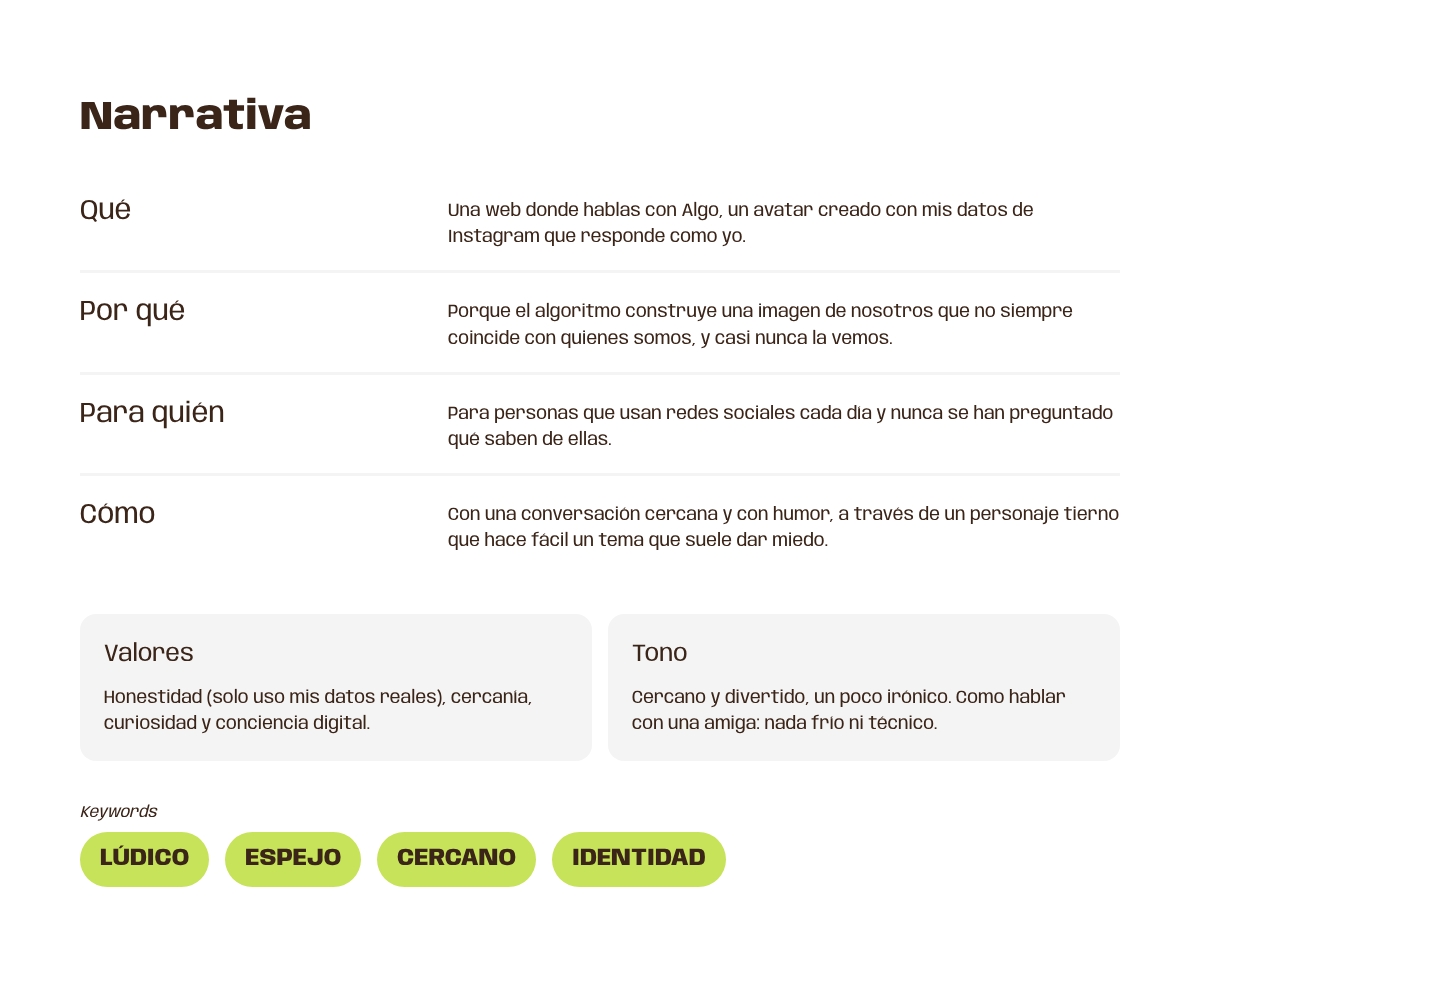 Narrativa
Qué
Una web donde hablas con Algo, un avatar creado con mis datos de
Instagram que responde como yo.
Por qué
Porque el algoritmo construye una imagen de nosotros que no siempre
coincide con quienes somos, y casi nunca la vemos.
Para quién
Para personas que usan redes sociales cada día y nunca se han preguntado
qué saben de ellas.
Cómo
Con una conversación cercana y con humor, a través de un personaje tierno
que hace fácil un tema que suele dar miedo.
Valores
Honestidad (solo uso mis datos reales), cercanía,
curiosidad y conciencia digital.
Tono
Cercano y divertido, un poco irónico. Como hablar
con una amiga: nada frío ni técnico.
Keywords
LÚDICO
ESPEJO
CERCANO
IDENTIDAD